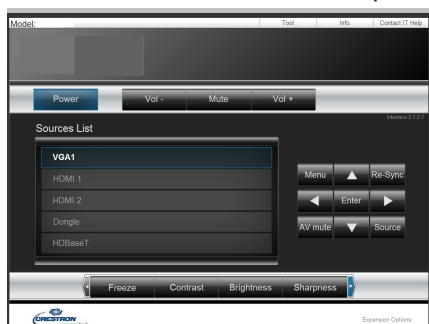 Model: Tool Info Contact IT Help
Power Vol - Mute Vol +
Interface 2.7.2.7
Sources List
VGA1
HDMI 1
HDMI 2
Dongle
HDBaseT
Menu Re-Sync
Enter
AV mute Source
Freeze Contrast Brightness Sharpness
CRESTRON
Expansion Options